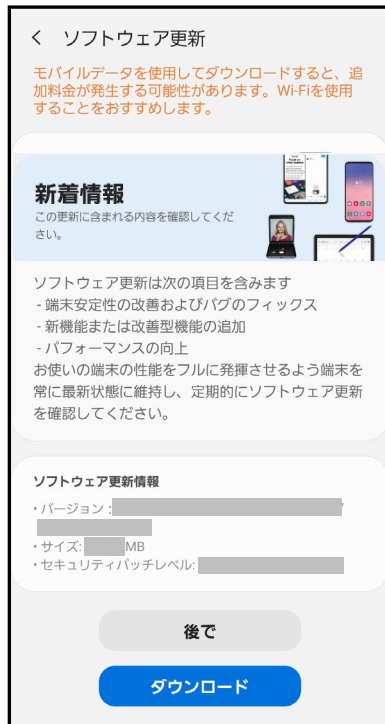 ソフトウェア更新
モバイルデータを使用してダウンロードすると、追
加料金が発生する可能性があります。Wi-Fiを使用
することをおすすめします。
新着情報
この更新に含まれる内容を確認してくだ
さい。
ソフトウェア更新は次の項目を含みます
- 端末安定性の改善およびバグのフィックス
- 新機能または改善型機能の追加
- パフォーマンスの向上
お使いの端末の性能をフルに発揮させるよう端末を
常に最新状態に維持し、定期的にソフトウェア更新
を確認してください。
ソフトウェア更新情報
・バージョン : /
・サイズ: MB
・セキュリティパッチレベル:
後で
ダウンロード